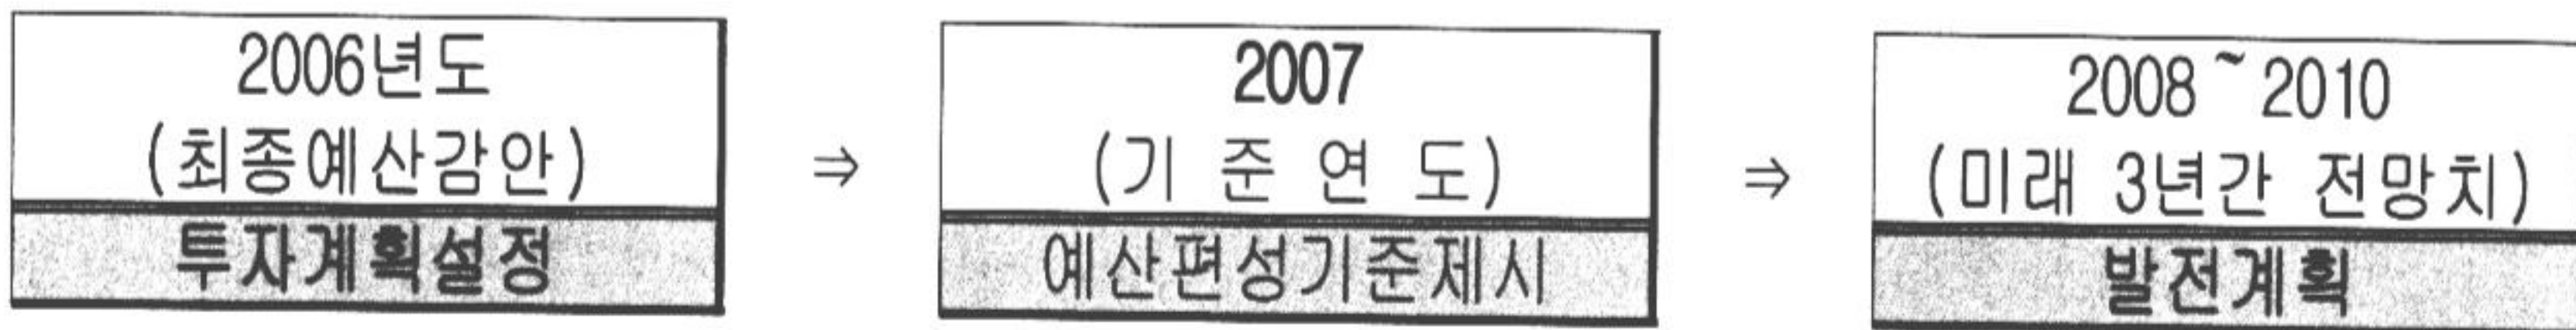 2006년도
(최종예산감안)
투자계획설정
⇒
2007
(기 준 연 도)
예산편성기준제시
⇒
2008~2010
(미래 3년간 전망치)
발전계획